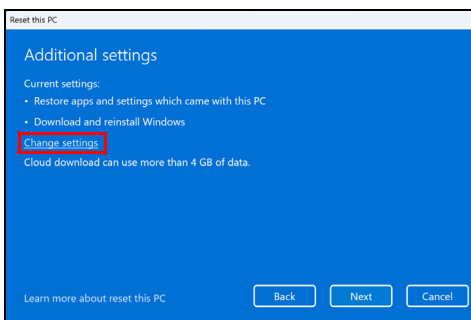 Reset this PC
Additional settings
Current settings:
• Restore apps and settings which came with this PC
• Download and reinstall Windows
Change settings
Cloud download can use more than 4 GB of data.
Learn more about reset this PC
Back
Next
Cancel